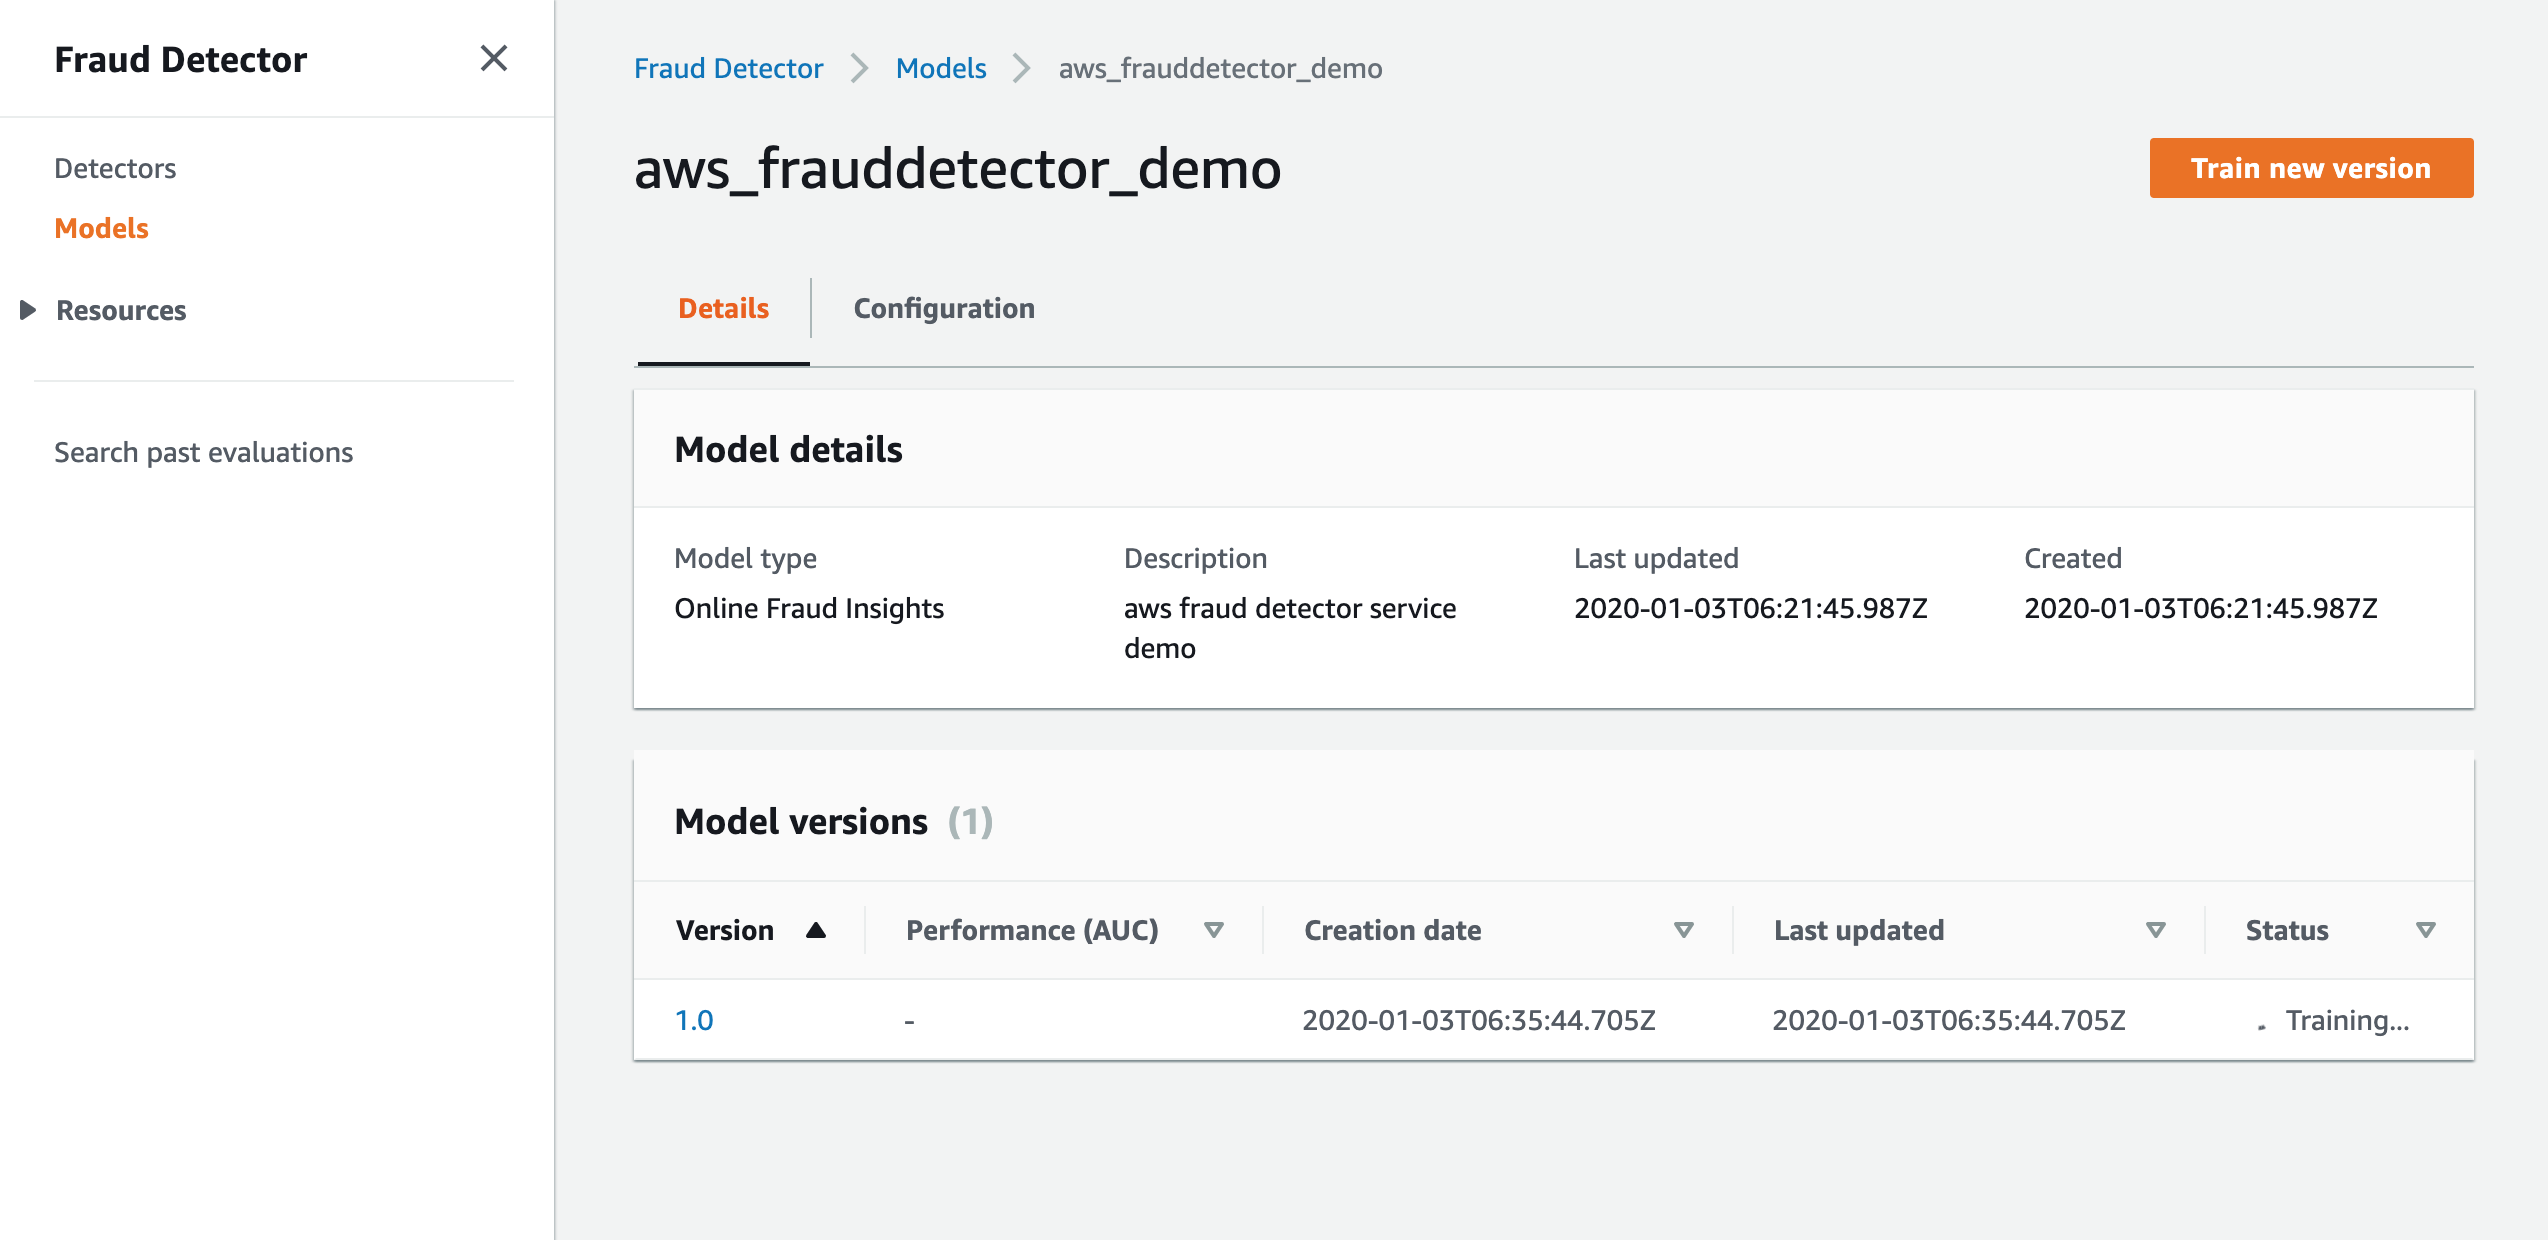 Fraud Detector
Detectors
Models
Resources
Search past evaluations
Fraud Detector Models aws_frauddetector_demo
aws_frauddetector_demo
Train new version
Details Configuration
Model details
Model type Description Last updated Created
Online Fraud Insights aws fraud detector service 2020-01-03T06:21:45.987Z 2020-01-03T06:21:45.987Z
demo
Model versions (1)
Version Performance (AUC) Creation date Last updated Status
1.0 - 2020-01-03T06:35:44.705Z 2020-01-03T06:35:44.705Z Training...